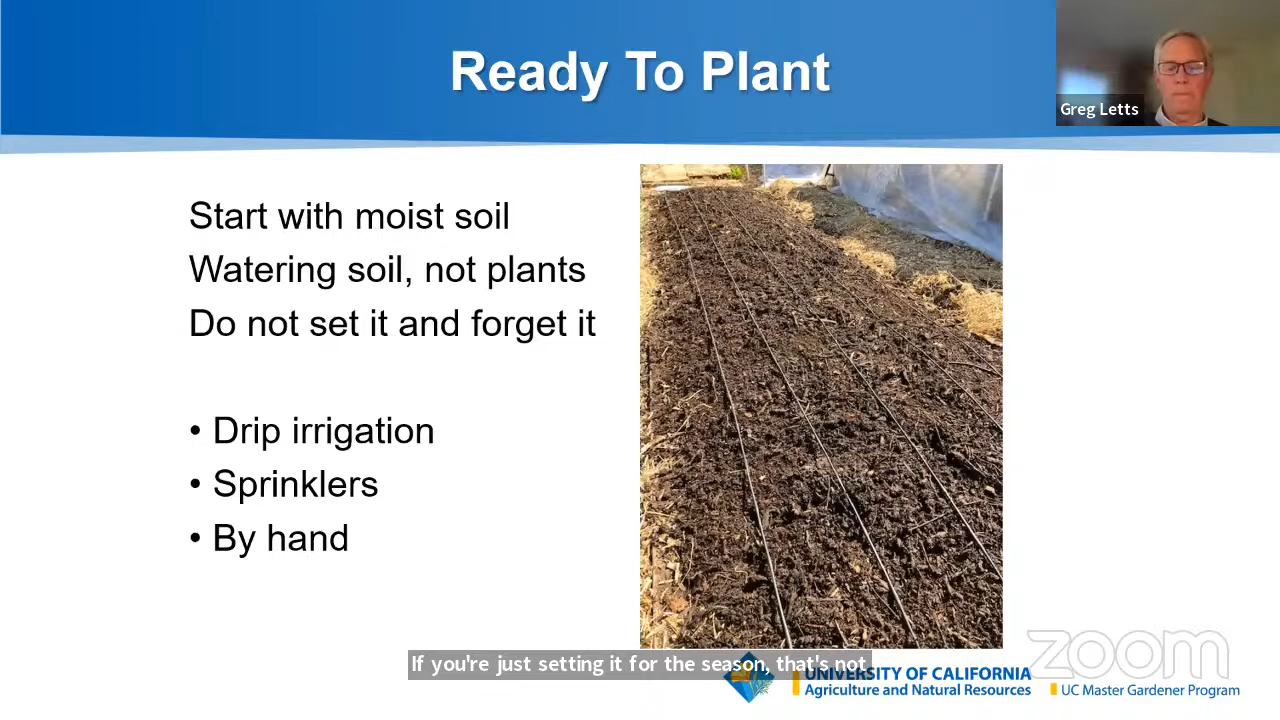 Ready To Plant
Greg Letts
Start with moist soil
Watering soil, not plants
Do not set it and forget it
• Drip irrigation
• Sprinklers
• By hand
If you're just setting it for the season, that's not
zoom
UNIVERSITY OF CALIFORNIA
Agriculture and Natural Resources
UC Master Gardener Program